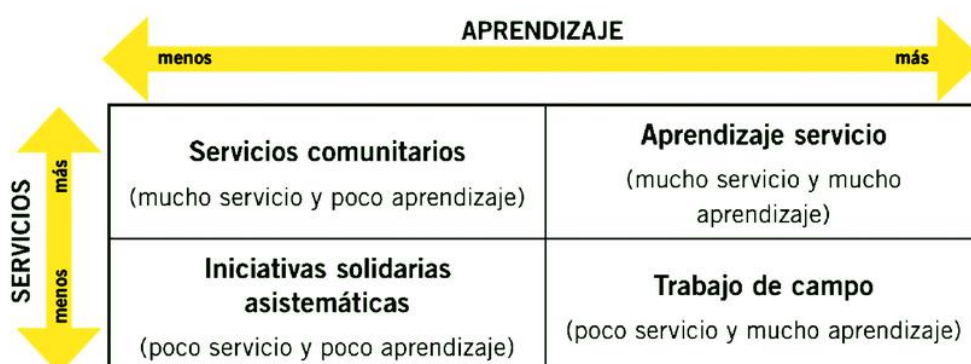 APRENDIZAJE
menos
más
SERVICIOS
más
menos
Servicios comunitarios
(mucho servicio y poco aprendizaje)
Aprendizaje servicio
(mucho servicio y mucho
aprendizaje)
Iniciativas solidarias
asistemáticas
(poco servicio y poco aprendizaje)
Trabajo de campo
(poco servicio y mucho aprendizaje)